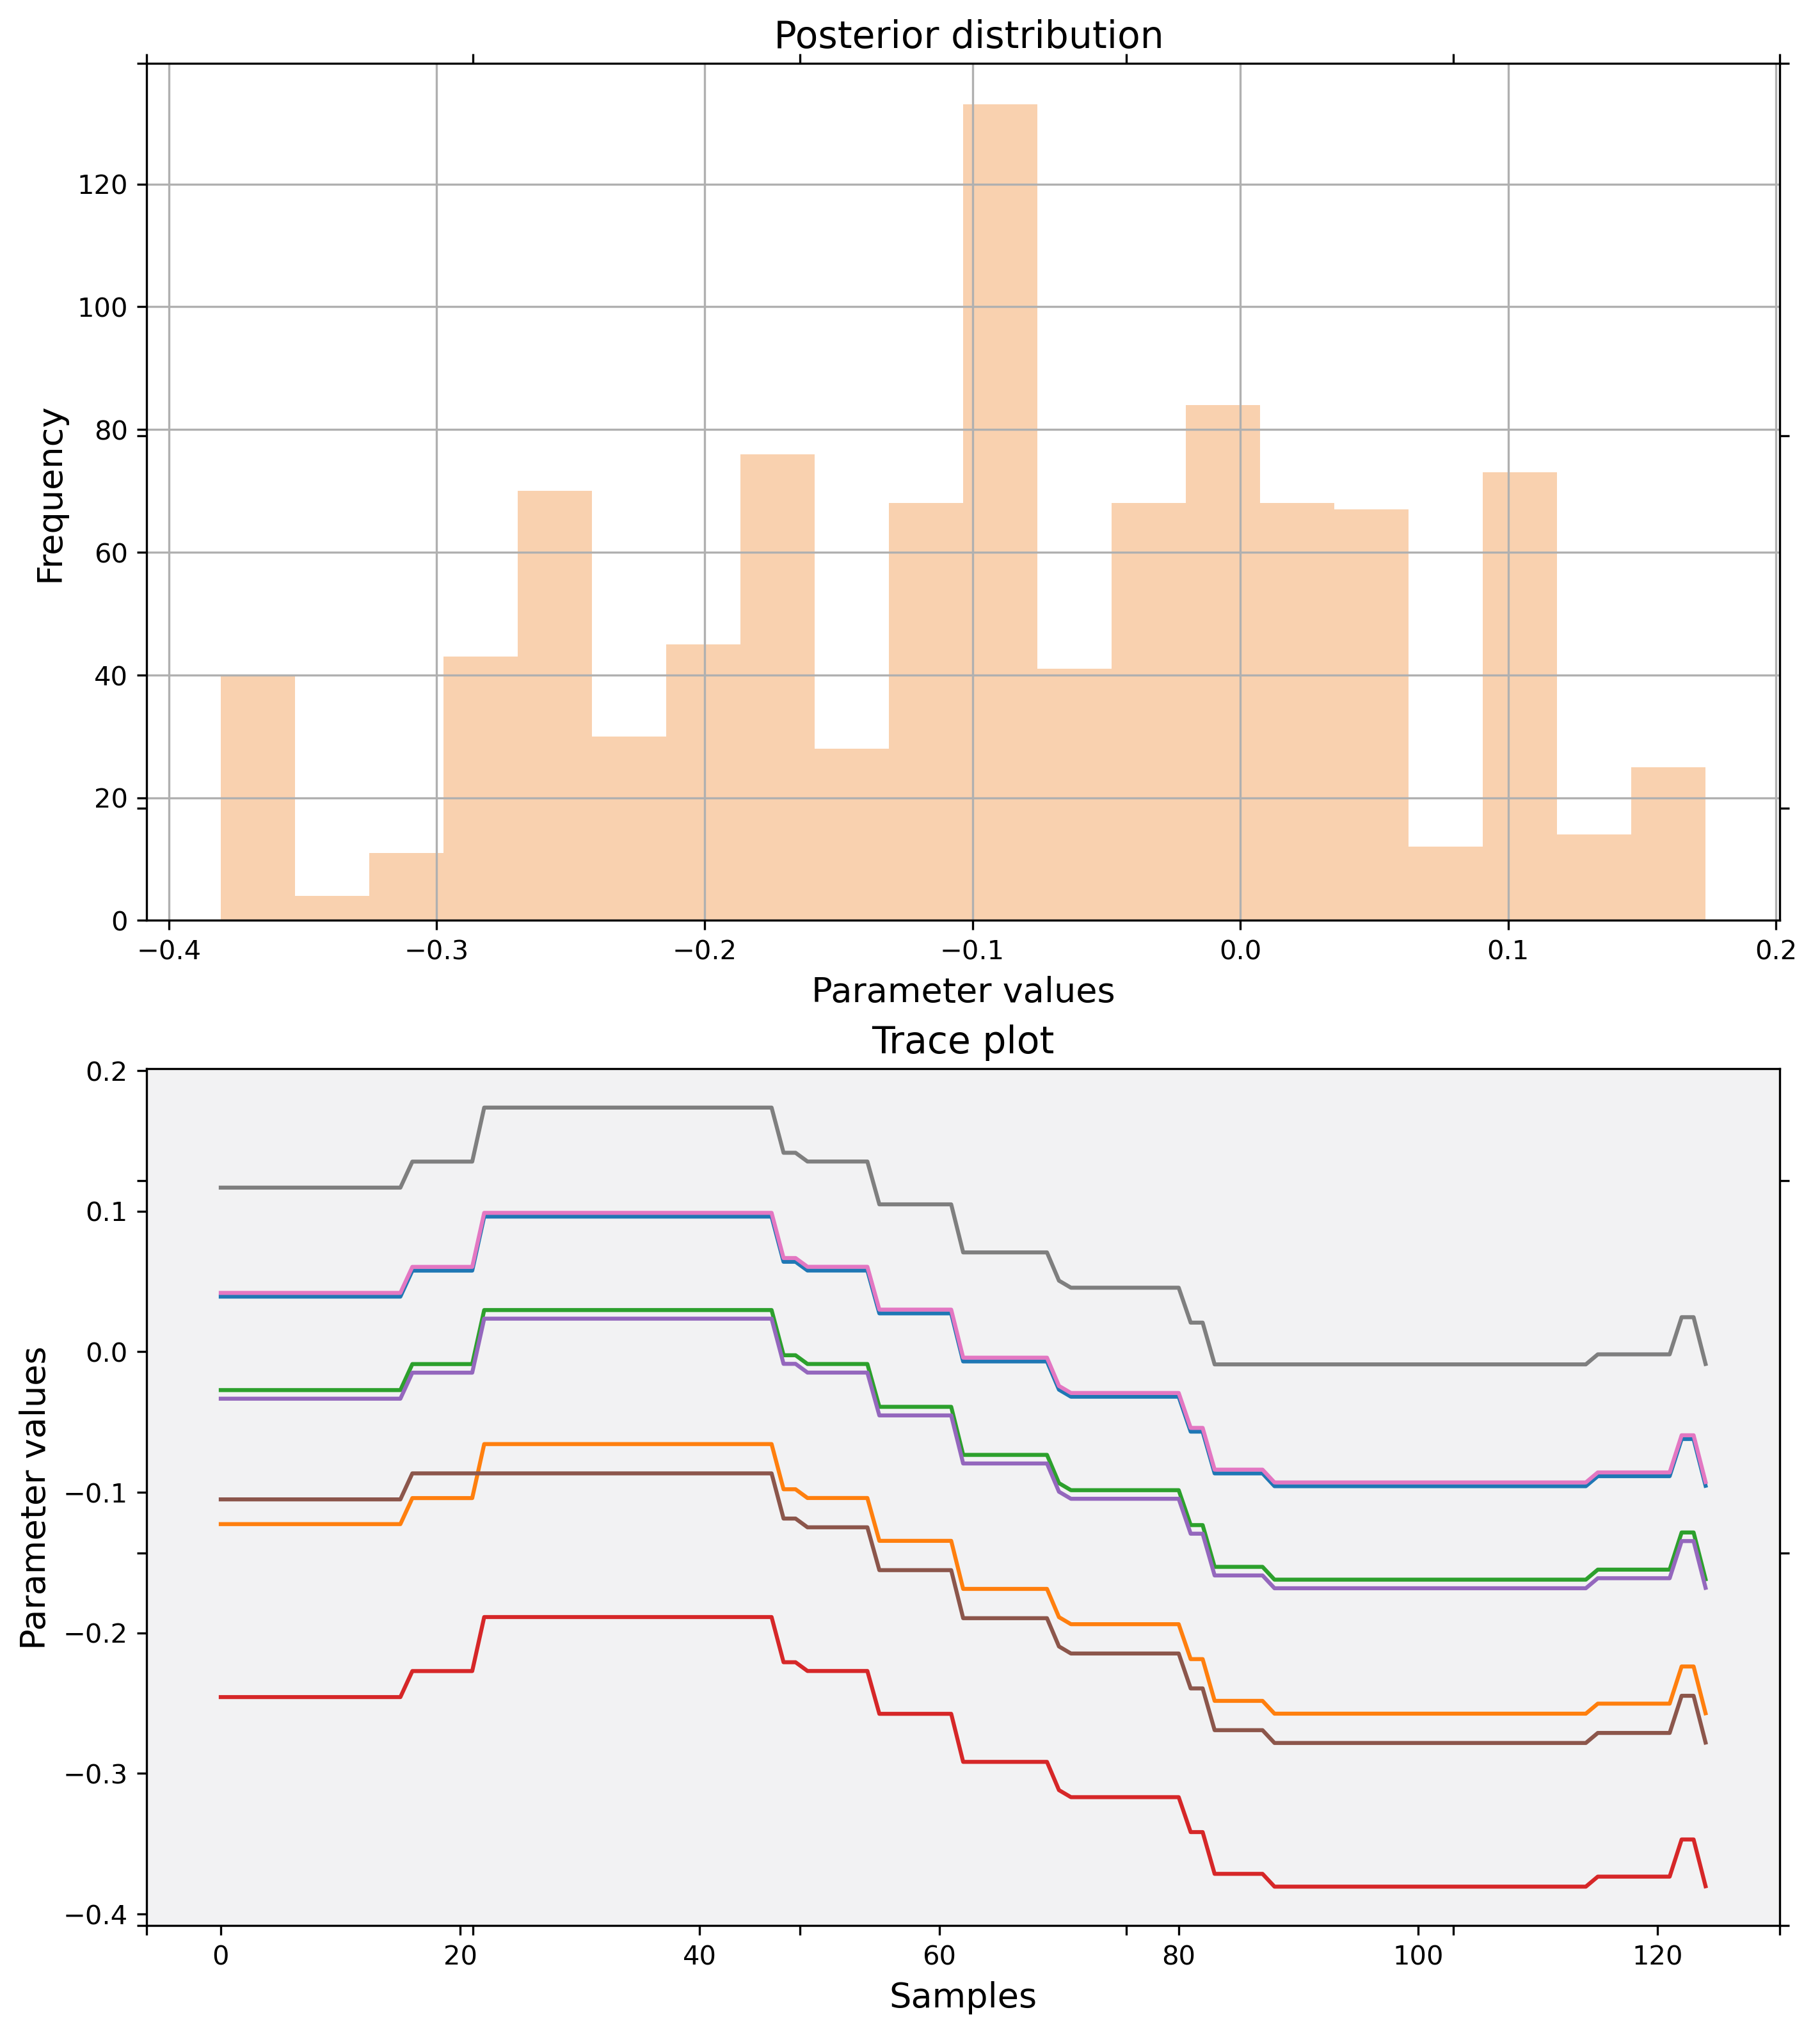 Posterior distribution
120
100
80
60
40
20
0
Frequency
−0.4 −0.3 −0.2 −0.1 0.0 0.1 0.2
Parameter values
Trace plot
0.2
0.1
0.0
−0.1
−0.2
−0.3
−0.4
Parameter values
0 20 40 60 80 100 120
Samples